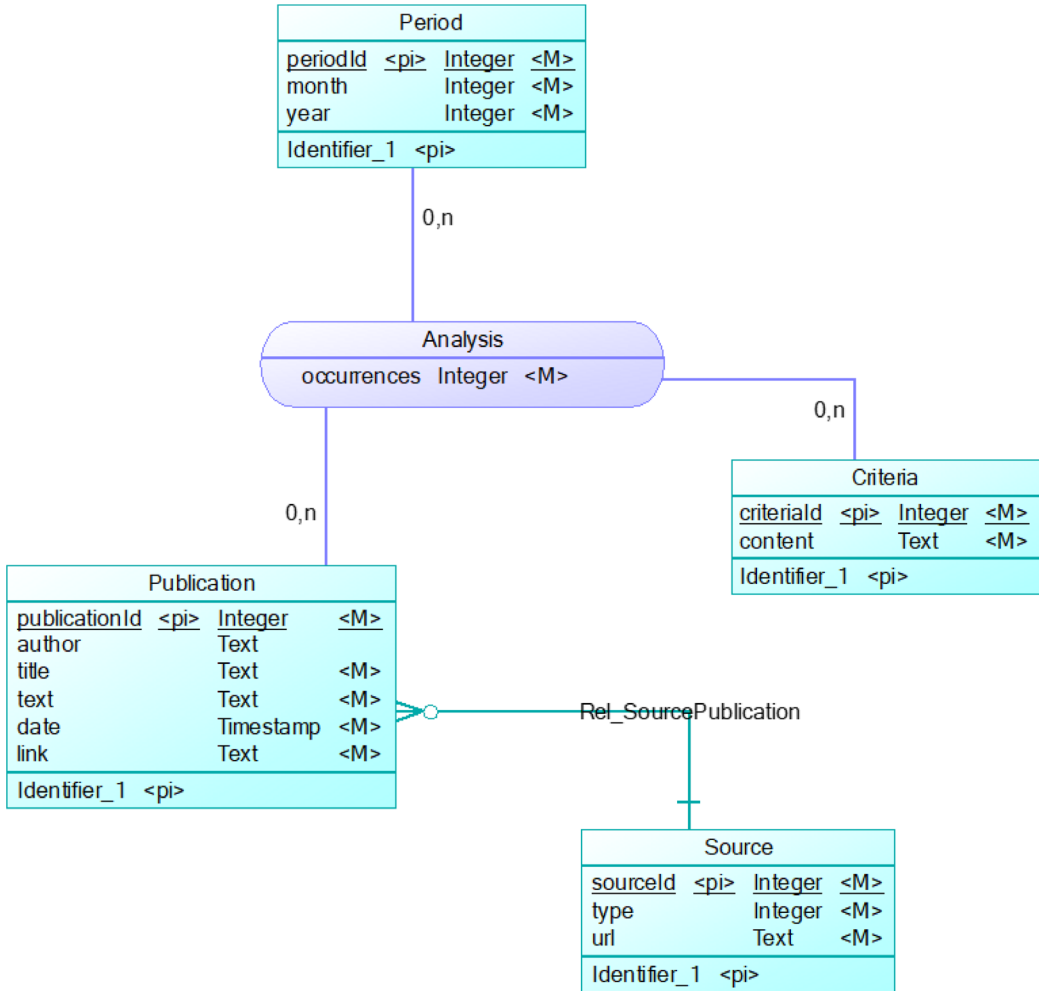 Period
periodId <pi> Integer <M>
month Integer <M>
year Integer <M>
Identifier_1 <pi>
0,n
Analysis
occurrences Integer <M>
0,n
Criteria
criteriaId <pi> Integer <M>
content Text <M>
Identifier_1 <pi>
0,n
Publication
publicationId <pi> Integer <M>
author Text
title Text <M>
text Text <M>
date Timestamp <M>
link Text <M>
Identifier_1 <pi>
Rel_SourcePublication
Source
sourceId <pi> Integer <M>
type Integer <M>
url Text <M>
Identifier_1 <pi>